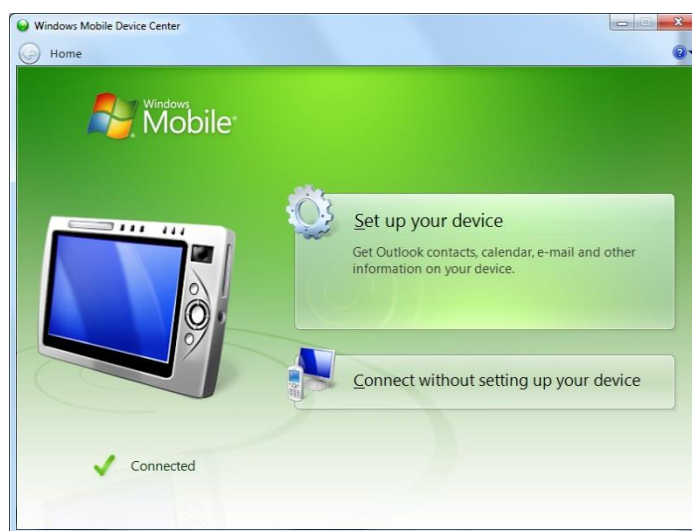 Windows Mobile Device Center
Home
Windows
Mobile
Set up your device
Get Outlook contacts, calendar, e-mail and other
information on your device.
Connect without setting up your device
Connected